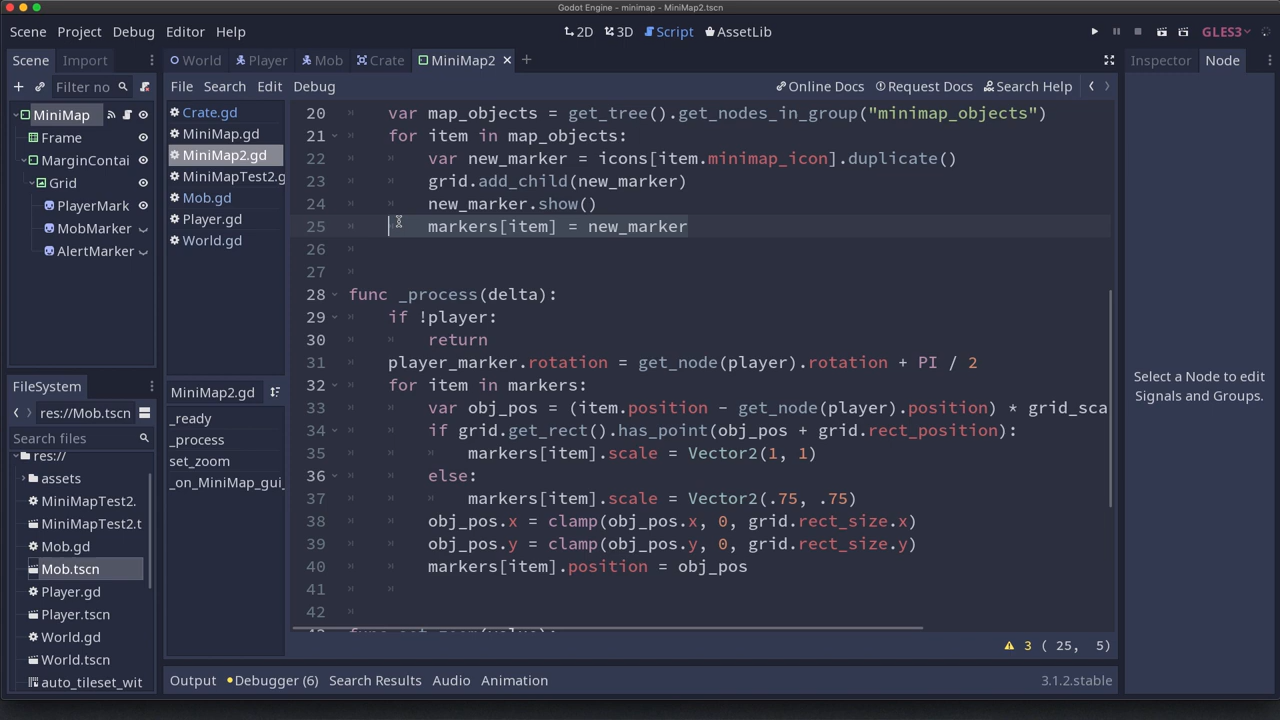 Godot Engine - minimap - MiniMap2.tscn
Scene Project Debug Editor Help
2D 3D Script AssetLib
GLES3
Scene Import
World Player Mob Crate MiniMap2
Inspector Node
Filter no
File Search Edit Debug
Online Docs Request Docs Search Help
MiniMap
Frame
MarginContai
Grid
PlayerMark
MobMarker
AlertMarker
Crate.gd
MiniMap.gd
MiniMap2.gd
MiniMapTest2.g
Mob.gd
Player.gd
World.gd
MiniMap2.gd
_ready
_process
set_zoom
_on_MiniMap_gui_
20 var map_objects = get_tree().get_nodes_in_group("minimap_objects")
21 for item in map_objects:
22 var new_marker = icons[item.minimap_icon].duplicate()
23 grid.add_child(new_marker)
24 new_marker.show()
25 markers[item] = new_marker
26
27
28 func _process(delta):
29 if !player:
30 return
31 player_marker.rotation = get_node(player).rotation + PI / 2
32 for item in markers:
33 var obj_pos = (item.position - get_node(player).position) * grid_sca
34 if grid.get_rect().has_point(obj_pos + grid.rect_position):
35 markers[item].scale = Vector2(1, 1)
36 else:
37 markers[item].scale = Vector2(.75, .75)
38 obj_pos.x = clamp(obj_pos.x, 0, grid.rect_size.x)
39 obj_pos.y = clamp(obj_pos.y, 0, grid.rect_size.y)
40 markers[item].position = obj_pos
41
42
3 ( 25, 5)
FileSystem
res://Mob.tscn
Search files
res://
assets
MiniMapTest2.
MiniMapTest2.t
Mob.gd
Mob.tscn
Player.gd
Player.tscn
World.gd
World.tscn
auto_tileset_wit
Select a Node to edit
Signals and Groups.
Output Debugger (6) Search Results Audio Animation
3.1.2.stable